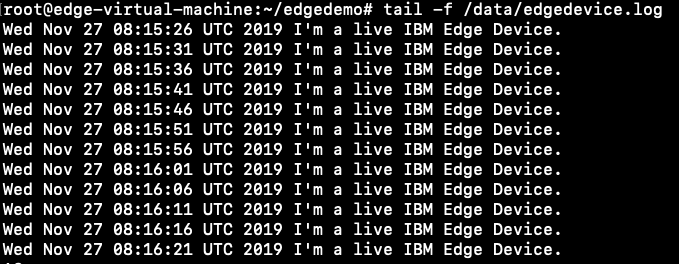 [root@edge-virtual-machine:~/edgedemo# tail -f /data/edgedevice.log
Wed Nov 27 08:15:26 UTC 2019 I'm a live IBM Edge Device.
Wed Nov 27 08:15:31 UTC 2019 I'm a live IBM Edge Device.
Wed Nov 27 08:15:36 UTC 2019 I'm a live IBM Edge Device.
Wed Nov 27 08:15:41 UTC 2019 I'm a live IBM Edge Device.
Wed Nov 27 08:15:46 UTC 2019 I'm a live IBM Edge Device.
Wed Nov 27 08:15:51 UTC 2019 I'm a live IBM Edge Device.
Wed Nov 27 08:15:56 UTC 2019 I'm a live IBM Edge Device.
Wed Nov 27 08:16:01 UTC 2019 I'm a live IBM Edge Device.
Wed Nov 27 08:16:06 UTC 2019 I'm a live IBM Edge Device.
Wed Nov 27 08:16:11 UTC 2019 I'm a live IBM Edge Device.
Wed Nov 27 08:16:16 UTC 2019 I'm a live IBM Edge Device.
Wed Nov 27 08:16:21 UTC 2019 I'm a live IBM Edge Device.